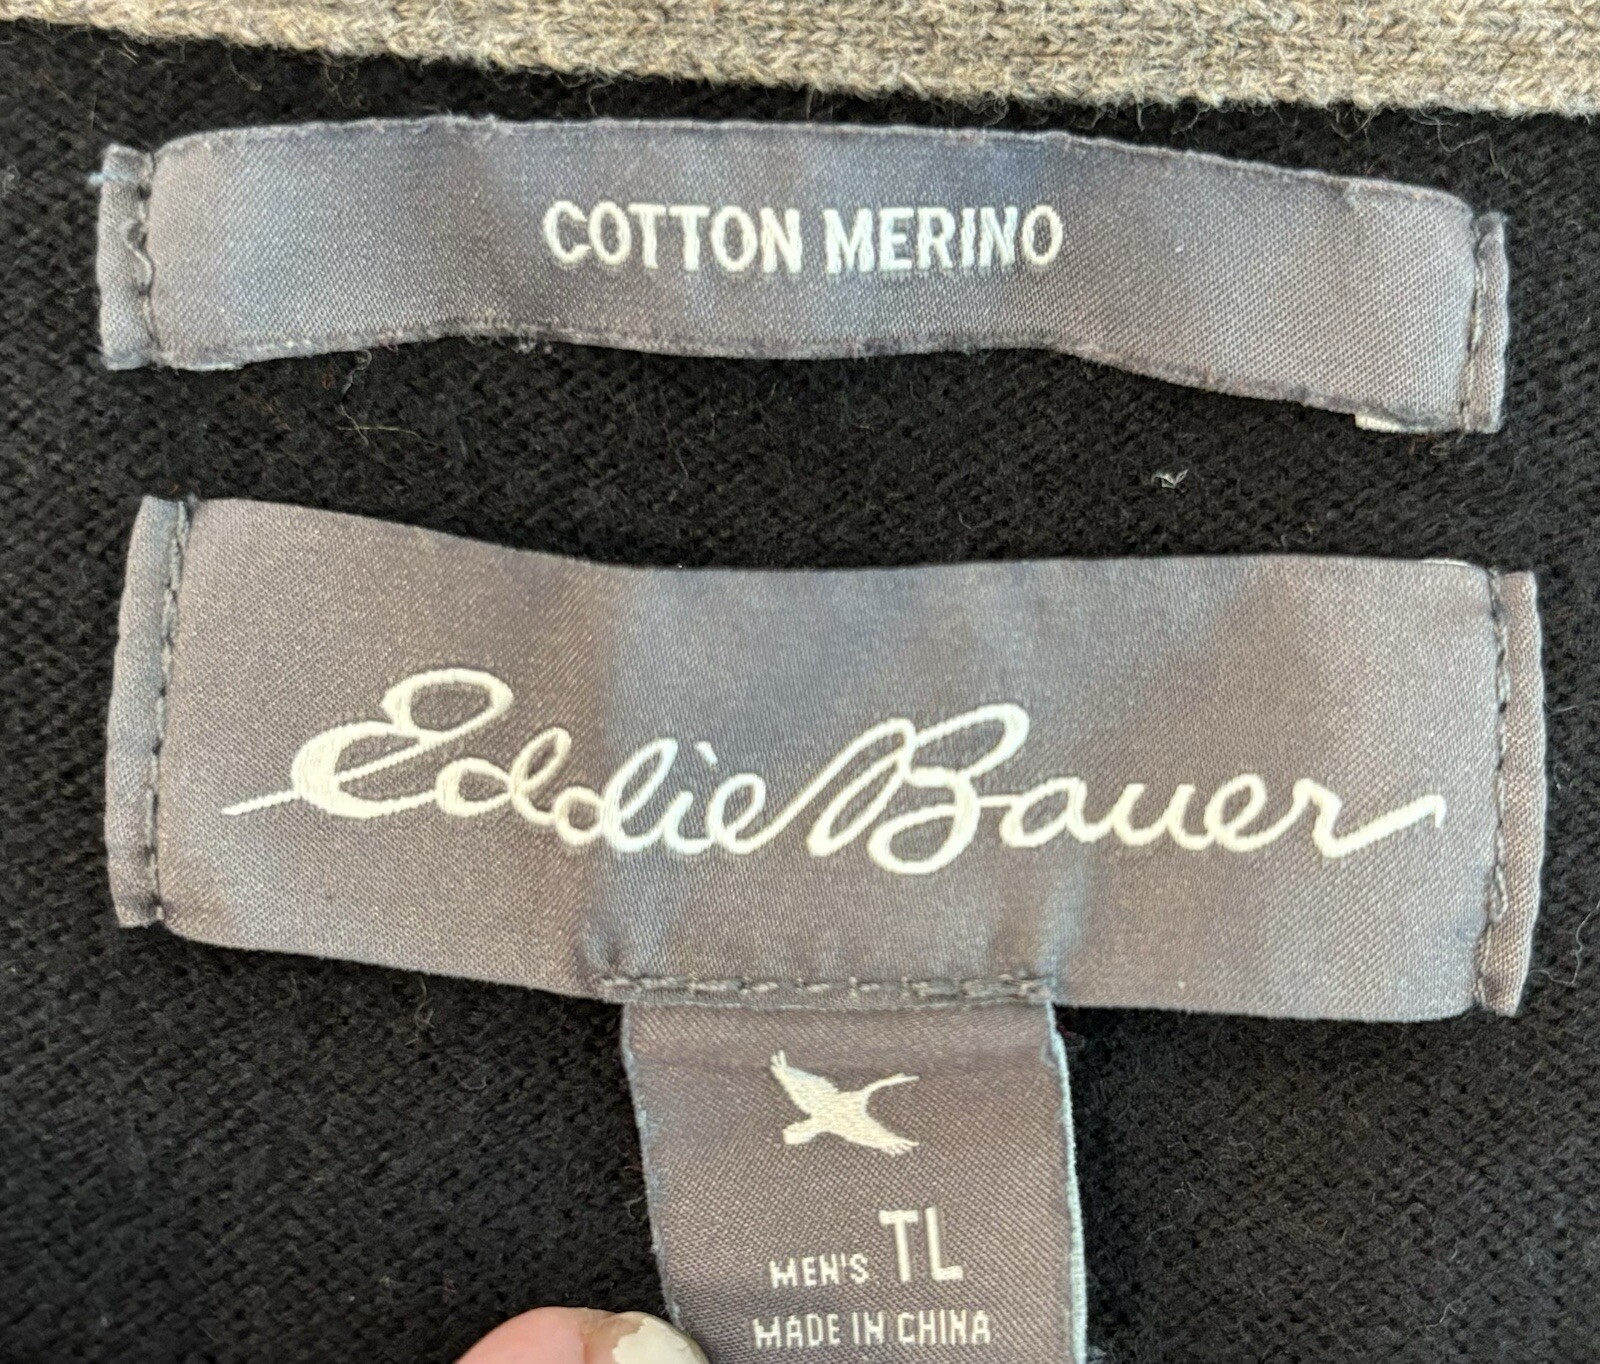 COTTON MERINO
Eddie Bauer
MEN'S TL
MADE IN CHINA